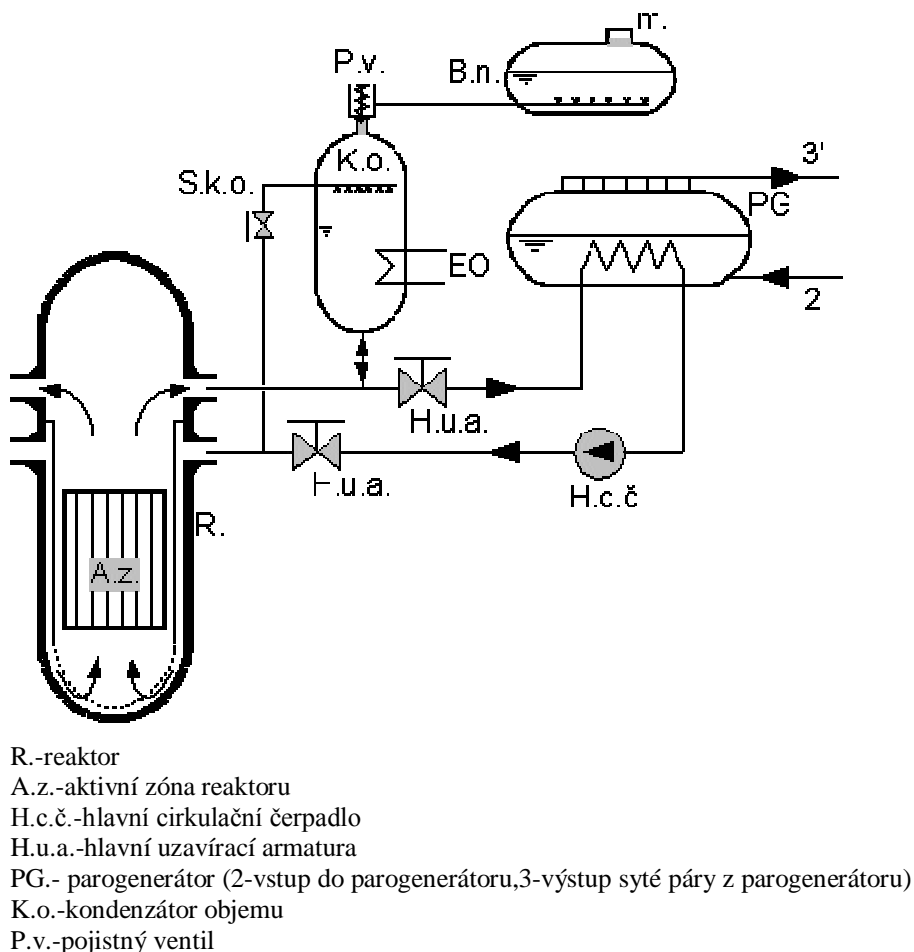 P.v.
B.n.
K.o.
S.k.o.
3'
PG
EO
2
H.u.a.
.u.a.
H.c.č
R.
A.z.
R.-reaktor
A.z.-aktivní zóna reaktoru
H.c.č.-hlavní cirkulační čerpadlo
H.u.a.-hlavní uzavírací armatura
PG.- parogenerátor (2-vstup do parogenerátoru,3-výstup syté páry z parogenerátoru)
K.o.-kondenzátor objemu
P.v.-pojistný ventil